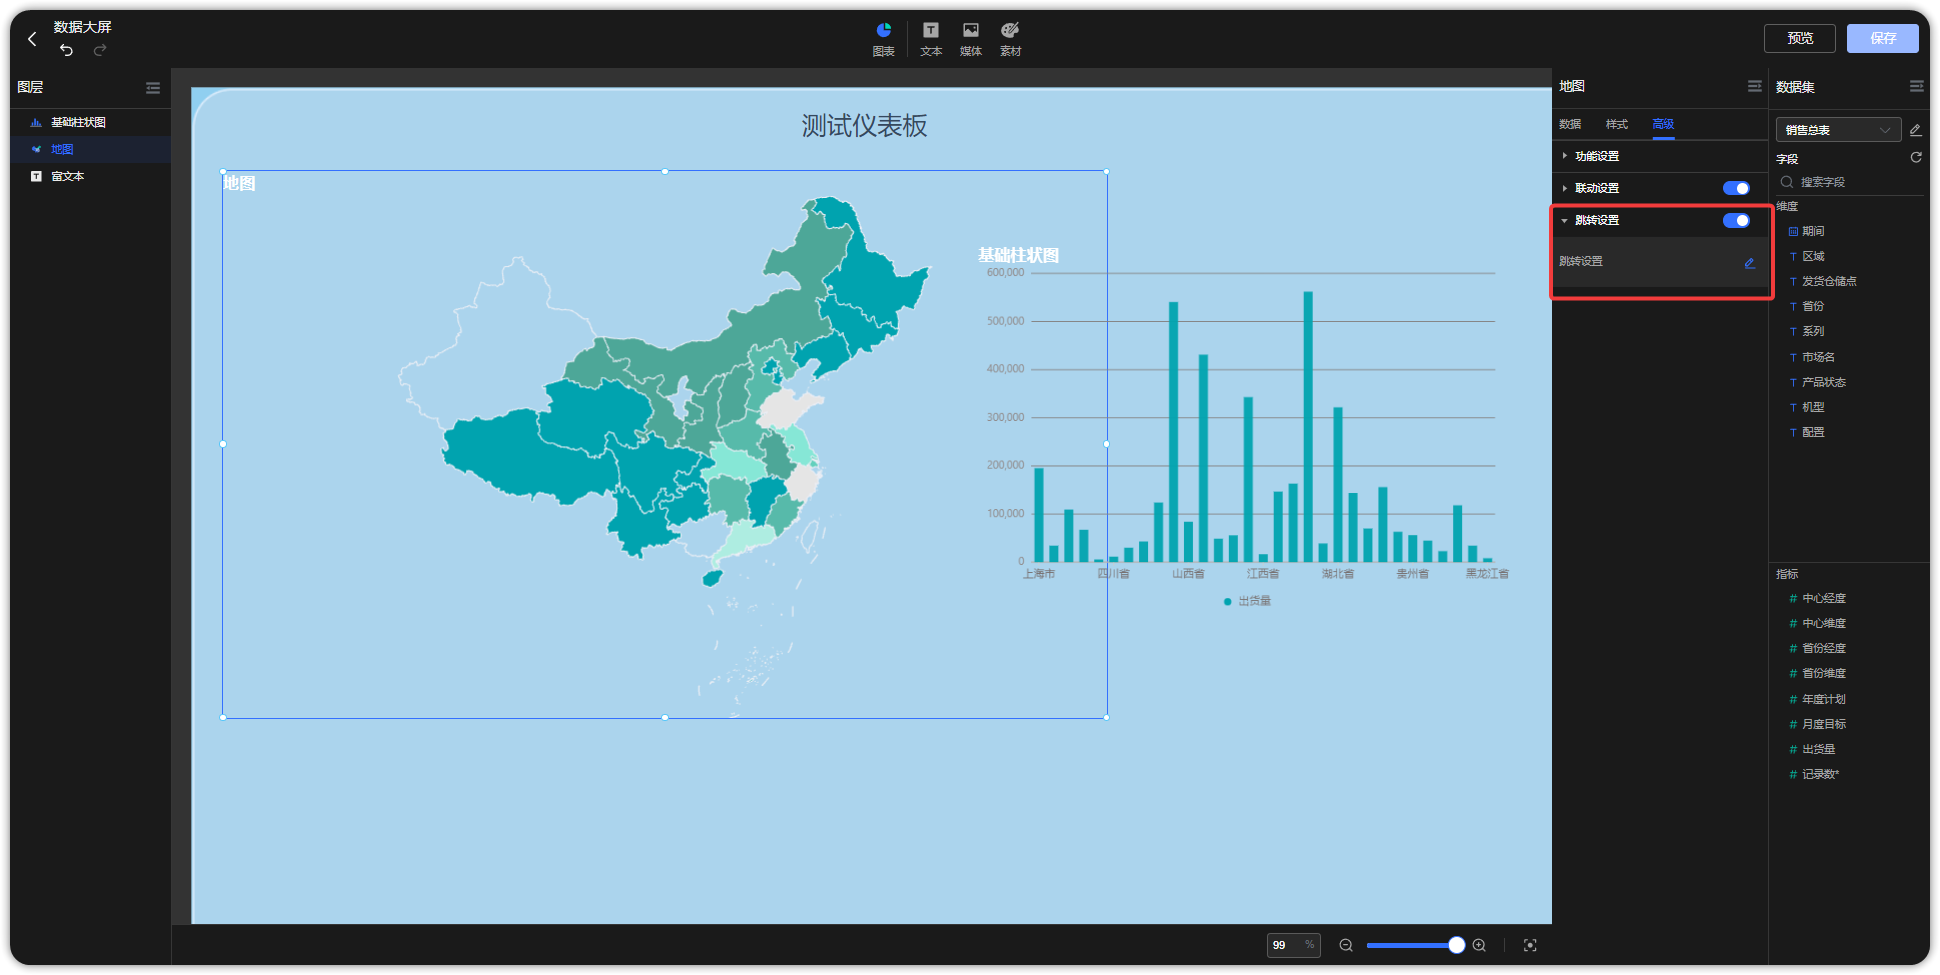 数据大屏
图表
文本
媒体
素材
预览
保存
图层
基础柱状图
地图
富文本
测试仪表板
地图
基础柱状图
600,000
500,000
400,000
300,000
200,000
100,000
0
上海市
四川省
山西省
江西省
湖北省
贵州省
黑龙江省
出货量
99 %
地图
数据
样式
高级
功能设置
联动设置
跳转设置
跳转设置
数据集
销售总表
字段
搜索字段
维度
期间
区域
发货仓储点
省份
系列
市场名
产品状态
机型
配置
指标
中心经度
中心维度
省份经度
省份维度
年度计划
月度目标
出货量
记录数*